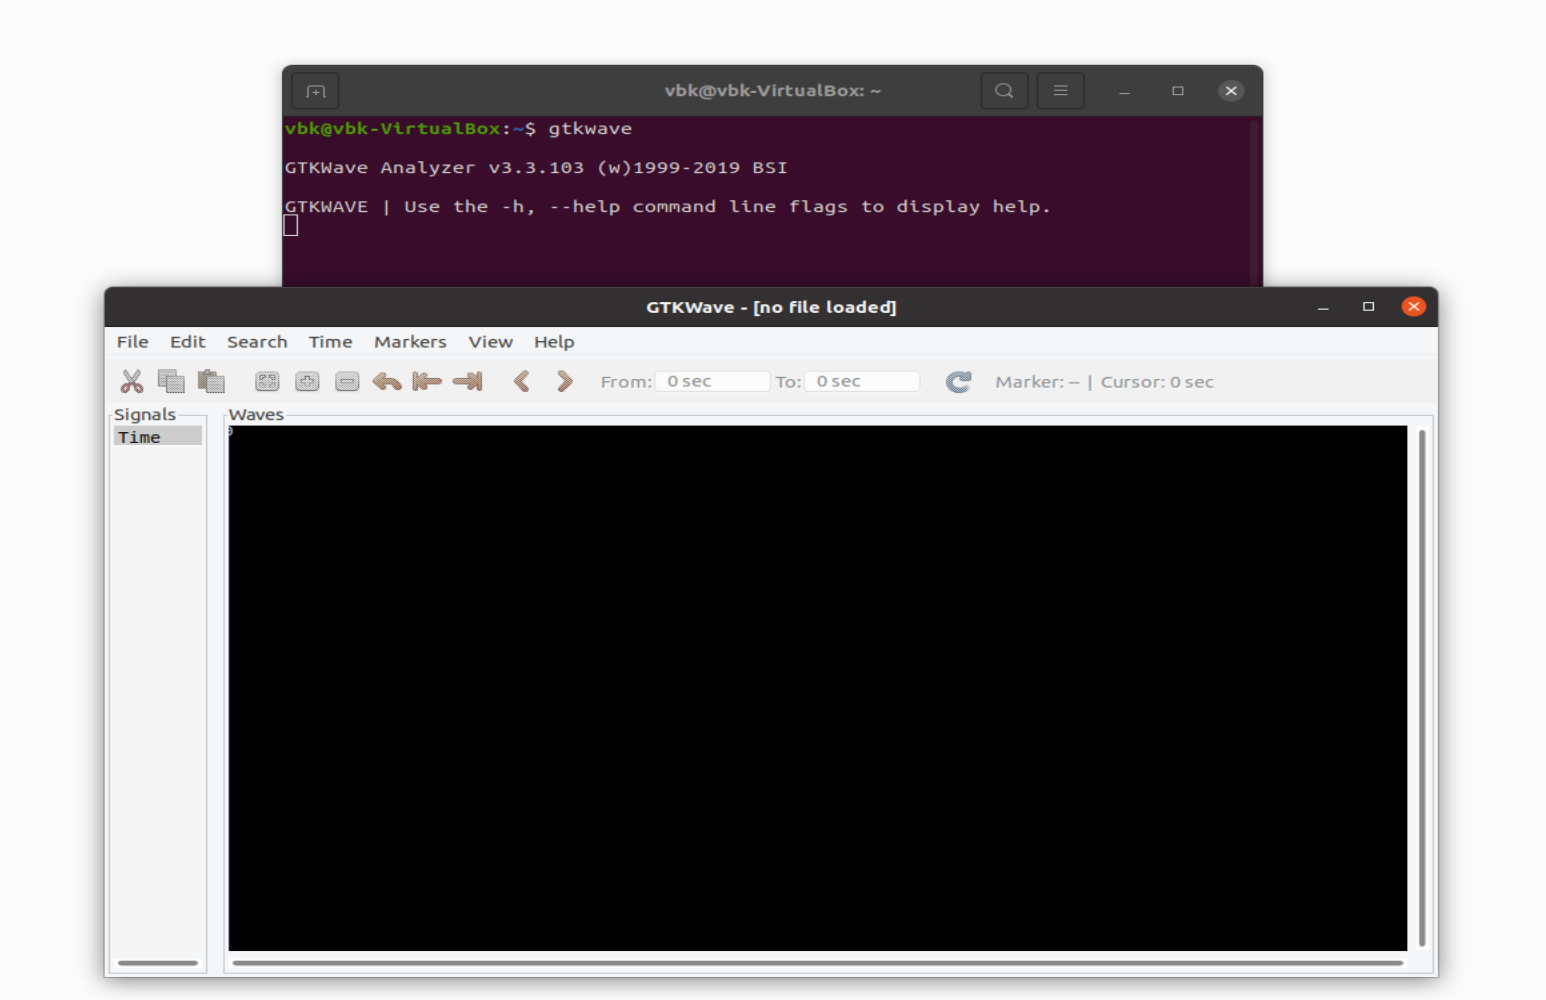 vbk@vbk-VirtualBox: ~
vbk@vbk-VirtualBox:~$ gtkwave
GTKWave Analyzer v3.3.103 (w)1999-2019 BSI
GTKWAVE | Use the -h, --help command line flags to display help.
GTKWave - [no file loaded]
File Edit Search Time Markers View Help
From: 0 sec To: 0 sec Marker: -- | Cursor: 0 sec
Signals Waves
Time 0